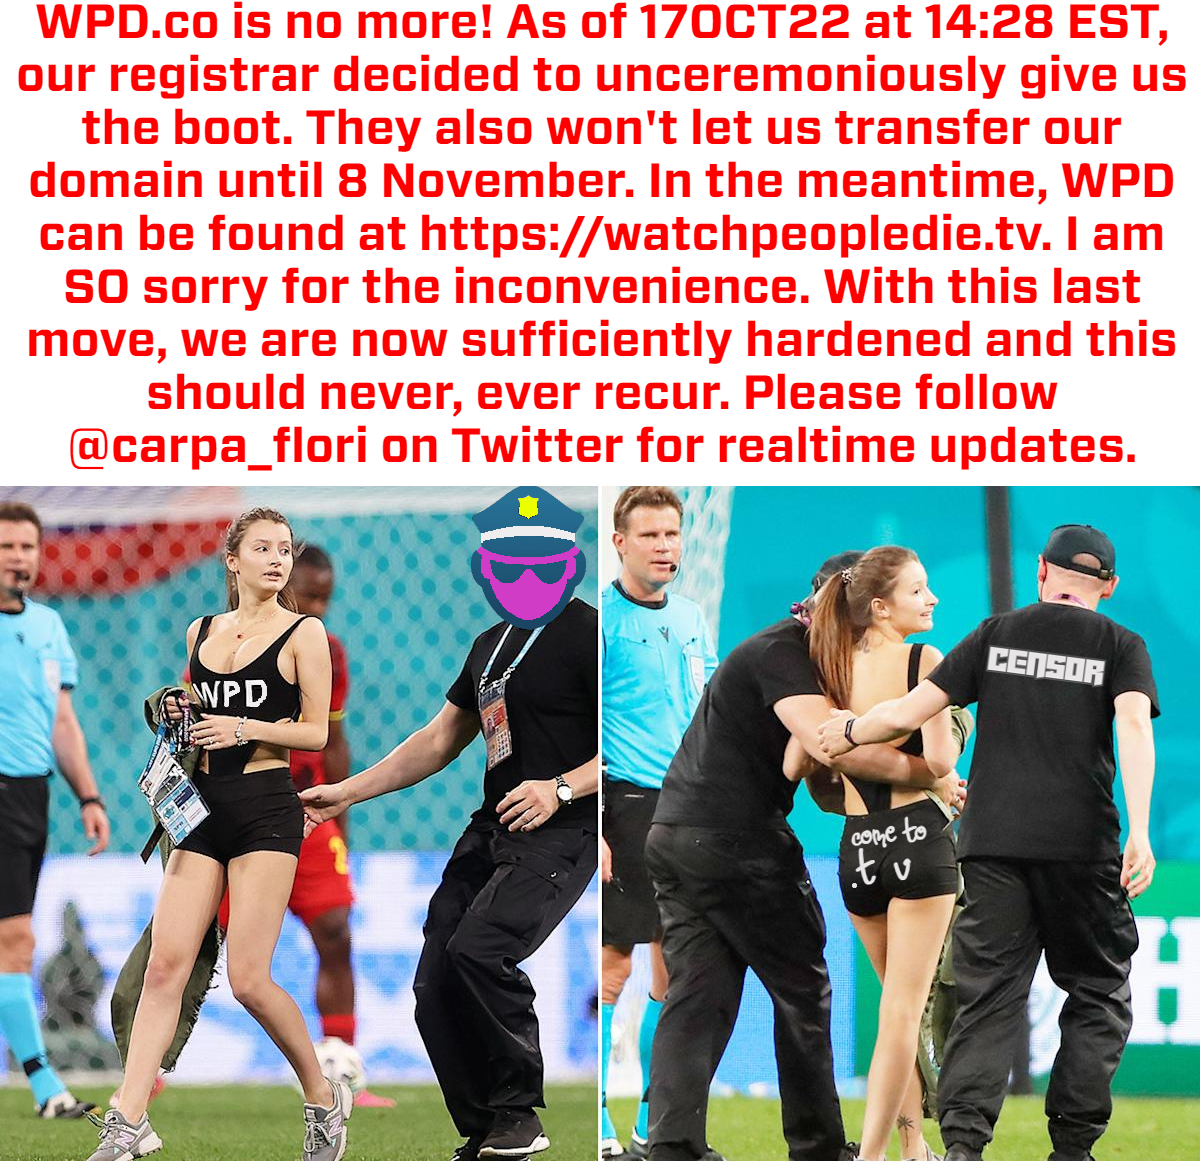 WPD.co is no more! As of 17OCT22 at 14:28 EST,
our registrar decided to unceremoniously give us
the boot. They also won't let us transfer our
domain until 8 November. In the meantime, WPD
can be found at https://watchpeopledie.tv. I am
SO sorry for the inconvenience. With this last
move, we are now sufficiently hardened and this
should never, ever recur. Please follow
@carpa_flori on Twitter for realtime updates.
WPD
CENSOR
come to
.tv
2
H